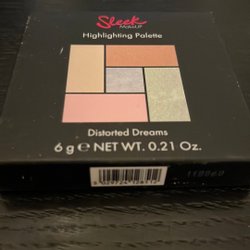 Sleek
MakeUP
Highlighting Palette
Distorted Dreams
6 g e NET WT. 0.21 Oz.